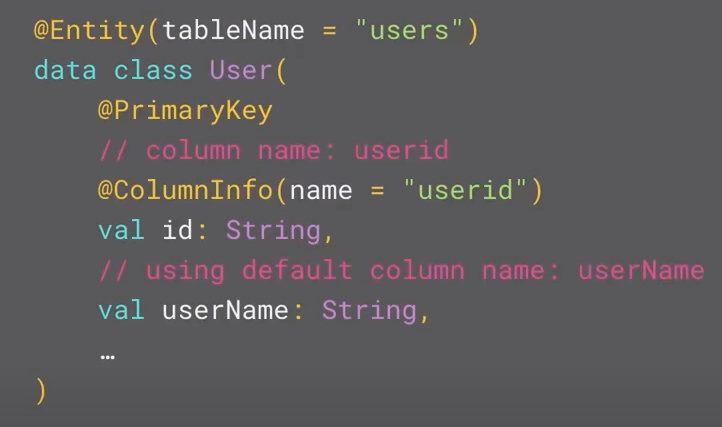 @Entity(tableName = "users")
data class User(
@PrimaryKey
// column name: userid
@ColumnInfo(name = "userid")
val id: String,
// using default column name: userName
val userName: String,
…
)